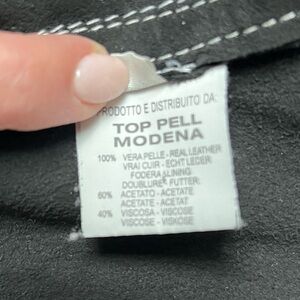 PRODOTTO E DISTRIBUITO DA:
TOP PELL
MODENA
100% VERA PELLE - REAL LEATHER
VRAI CUIR - ECHT LEDER:
FODERA/LINING
DOUBLURE FUTTER:
60% ACETATO - ACETATE
ACETATE - ACETAT
40% VISCOSA - VISCOSE
VISCOSE - VISKOSE